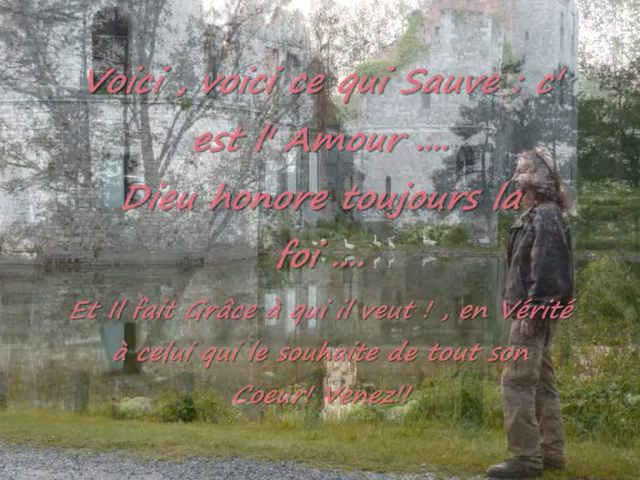 Voici , voici ce qui Sauve : c'
est l' Amour ....
Dieu honore toujours la
foi ....
Et Il fait Grâce à qui il veut ! , en Vérité
à celui qui le souhaite de tout son
Coeur! Venez!!